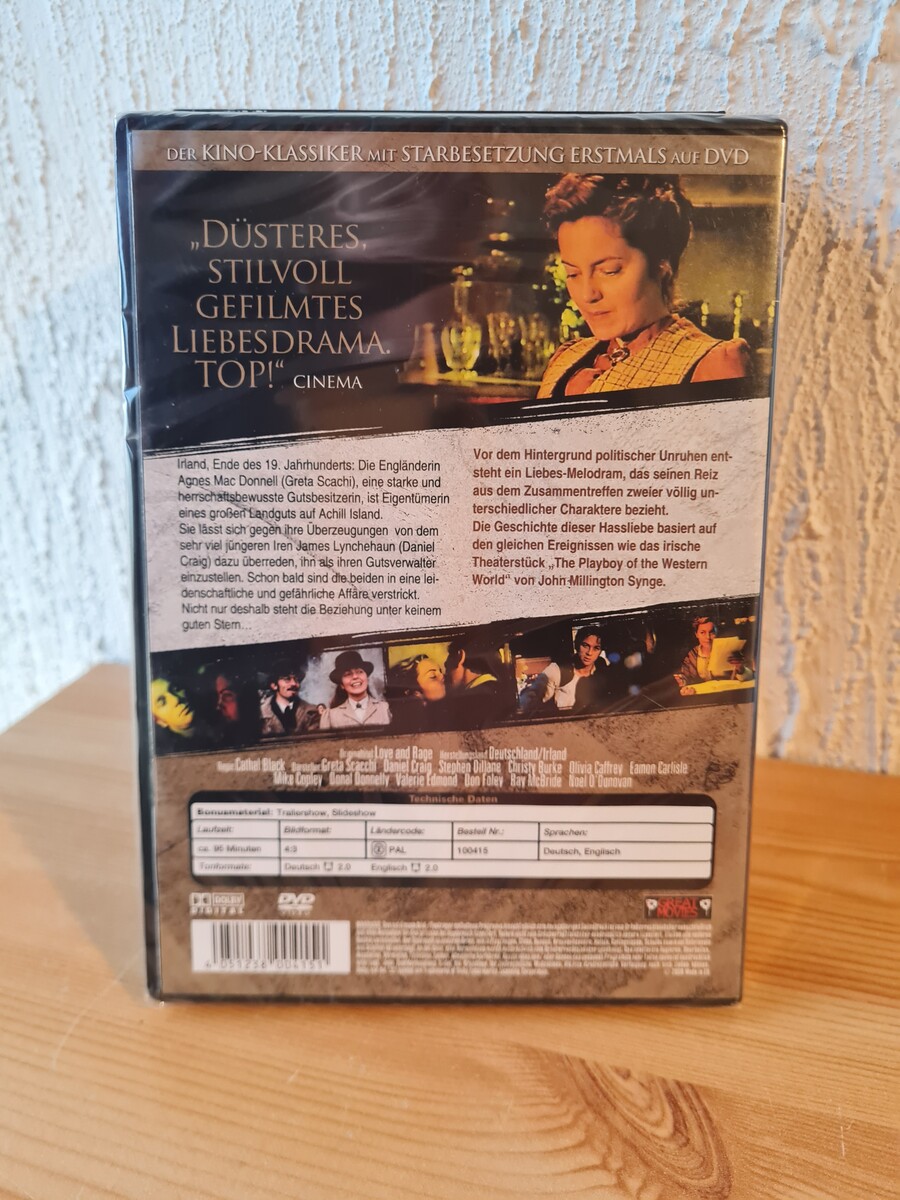 DER KINO-KLASSIKER MIT STARBESETZUNG ERSTMALS AUF DVD
„DÜSTERES,
STILVOLL
GEFILMTES
LIEBESDRAMA.
TOP!“ CINEMA
Irland, Ende des 19. Jahrhunderts: Die Engländerin
Agnes Mac Donnell (Greta Scachi), eine starke und
herrschaftsbewusste Gutsbesitzerin, ist Eigentümerin
eines großen Landguts auf Achill Island.
Sie lässt sich gegen ihre Überzeugungen von dem
sehr viel jüngeren Iren James Lynchehaun (Daniel
Craig) dazu überreden, ihn als ihren Gutsverwalter
einzustellen. Schon bald sind die beiden in eine lei-
denschaftliche und gefährliche Affäre verstrickt.
Nicht nur deshalb steht die Beziehung unter keinem
guten Stern...
Vor dem Hintergrund politischer Unruhen ent-
steht ein Liebes-Melodram, das seinen Reiz
aus dem Zusammentreffen zweier völlig un-
terschiedlicher Charaktere bezieht.
Die Geschichte dieser Hassliebe basiert auf
den gleichen Ereignissen wie das irische
Theaterstück „The Playboy of the Western
World“ von John Millington Synge.
Originaltitel Love and Rage Herstellungsland Deutschland/Irland
Regie Cathal Black Darsteller Greta Scacchi Daniel Craig Stephen Dillane Christy Burke Olivia Caffrey Eamon Carlisle
Mike Copley Donal Donnelly Valerie Edmond Don Foley Ray McBride Noel O'Donovan
Technische Daten
Bonusmaterial: Trailershow, Slideshow
Laufzeit: Bildformat: Ländercode: Bestell Nr.: Sprachen:
ca. 96 Minuten 4:3 PAL 100415 Deutsch, Englisch
Tonformate: Deutsch 2.0 Englisch 2.0
DOLBY DVD
DIGITAL VIDEO
GREAT
MOVIES
4 051238 004151